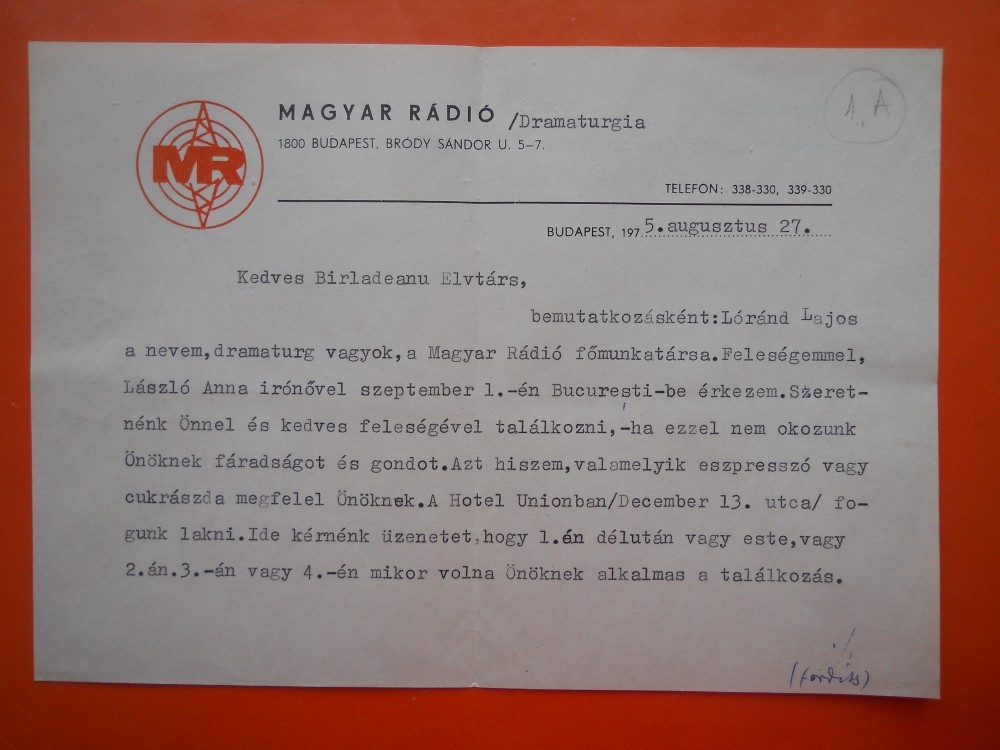 1. A
MR
MAGYAR RÁDIÓ /Dramaturgia
1800 BUDAPEST, BRÓDY SÁNDOR U. 5–7.
TELEFON: 338-330, 339-330
BUDAPEST, 197 5. augusztus 27.
Kedves Birladeanu Elvtárs,
bemutatkozásként:Lóránd Lajos
a nevem,dramaturg vagyok,a Magyar Rádió főmunkatársa.Feleségemmel,
László Anna irónővel szeptember 1.-én Bucureşti-be érkezem.Szeret-
nénk Önnel és kedves feleségével találkozni,-ha ezzel nem okozunk
Önöknek fáradságot és gondot.Azt hiszem,valamelyik eszpresszó vagy
cukrászda megfelel Önöknek.A Hotel Unionban/December 13. utca/ fo-
gunk lakni.Ide kérnénk üzenetet,hogy 1.én délután vagy este,vagy
2.án.3.-án vagy 4.-én mikor volna Önöknek alkalmas a találkozás.
./.
(fordíts)